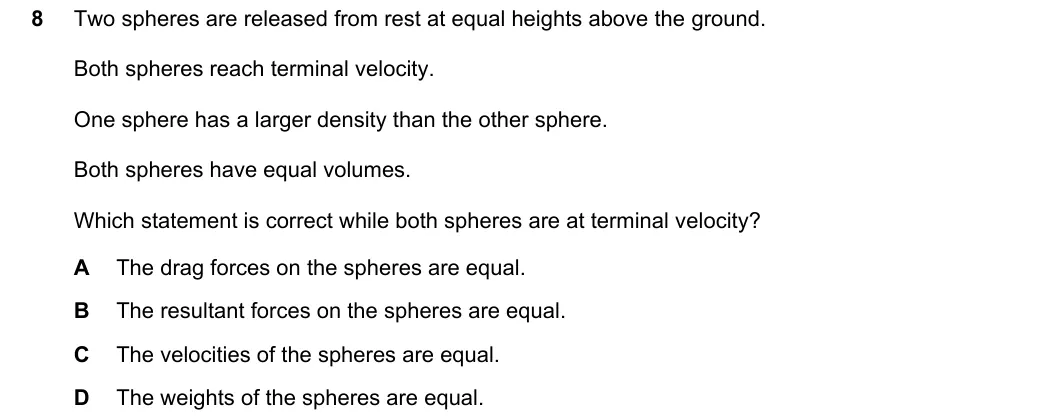 8 Two spheres are released from rest at equal heights above the ground.
Both spheres reach terminal velocity.
One sphere has a larger density than the other sphere.
Both spheres have equal volumes.
Which statement is correct while both spheres are at terminal velocity?
A The drag forces on the spheres are equal.
B The resultant forces on the spheres are equal.
C The velocities of the spheres are equal.
D The weights of the spheres are equal.